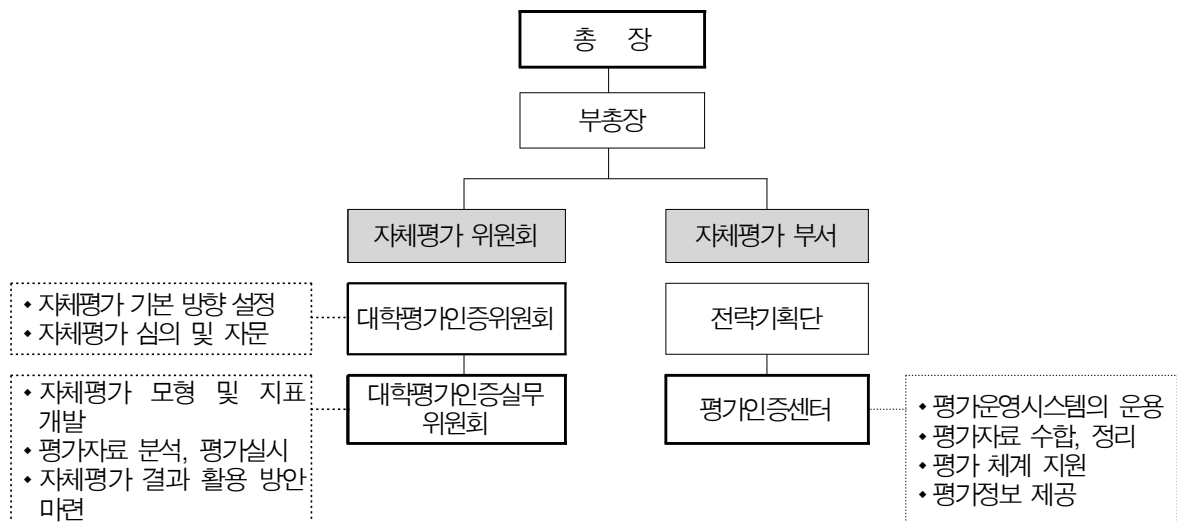 총 장
부총장
자체평가 위원회
자체평가 부서
◆ 자체평가 기본 방향 설정
◆ 자체평가 심의 및 자문
대학평가인증위원회
전략기획단
◆ 자체평가 모형 및 지표
개발
◆ 평가자료 분석, 평가실시
◆ 자체평가 결과 활용 방안
마련
대학평가인증실무
위원회
평가인증센터
◆ 평가운영시스템의 운용
◆ 평가자료 수합, 정리
◆ 평가 체계 지원
◆ 평가정보 제공